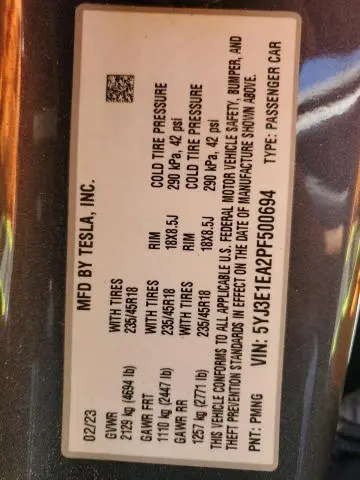 MFD BY TESLA, INC.
02/23
GVWR WITH TIRES RIM COLD TIRE PRESSURE
2129 kg (4694 lb) 235/45R18 18X8.5J 290 kPa, 42 psi
GAWR FRT WITH TIRES RIM COLD TIRE PRESSURE
1110 kg (2447 lb) 235/45R18 18X8.5J 290 kPa, 42 psi
GAWR RR
1257 kg (2771 lb)
THIS VEHICLE CONFORMS TO ALL APPLICABLE U.S. FEDERAL MOTOR VEHICLE SAFETY, BUMPER, AND
THEFT PREVENTION STANDARDS IN EFFECT ON THE DATE OF MANUFACTURE SHOWN ABOVE.
VIN: 5YJ3E1EA2PF500694
PNT: PMNG TYPE: PASSENGER CAR